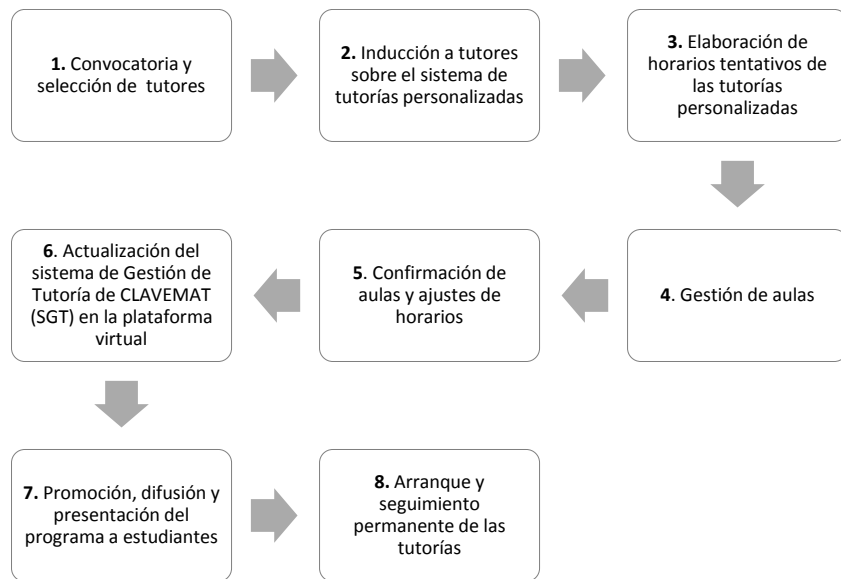 1. Convocatoria y
selección de tutores
2. Inducción a tutores
sobre el sistema de
tutorías personalizadas
3. Elaboración de
horarios tentativos de
las tutorías
personalizadas
4. Gestión de aulas
5. Confirmación de
aulas y ajustes de
horarios
6. Actualización del
sistema de Gestión de
Tutoría de CLAVEMAT
(SGT) en la plataforma
virtual
7. Promoción, difusión y
presentación del
programa a estudiantes
8. Arranque y
seguimiento
permanente de las
tutorías